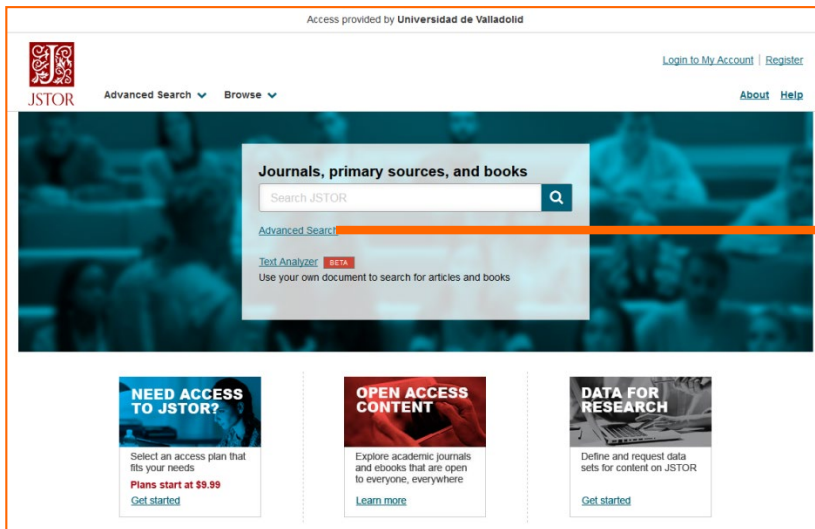 Access provided by Universidad de Valladolid
Login to My Account | Register
JSTOR
Advanced Search Browse
About Help
Journals, primary sources, and books
Search JSTOR
Advanced Search
Text Analyzer BETA
Use your own document to search for articles and books
NEED ACCESS
TO JSTOR?
Select an access plan that
fits your needs
Plans start at $9.99
Get started
OPEN ACCESS
CONTENT
Explore academic journals
and ebooks that are open
to everyone, everywhere
Learn more
DATA FOR
RESEARCH
Define and request data
sets for content on JSTOR
Get started